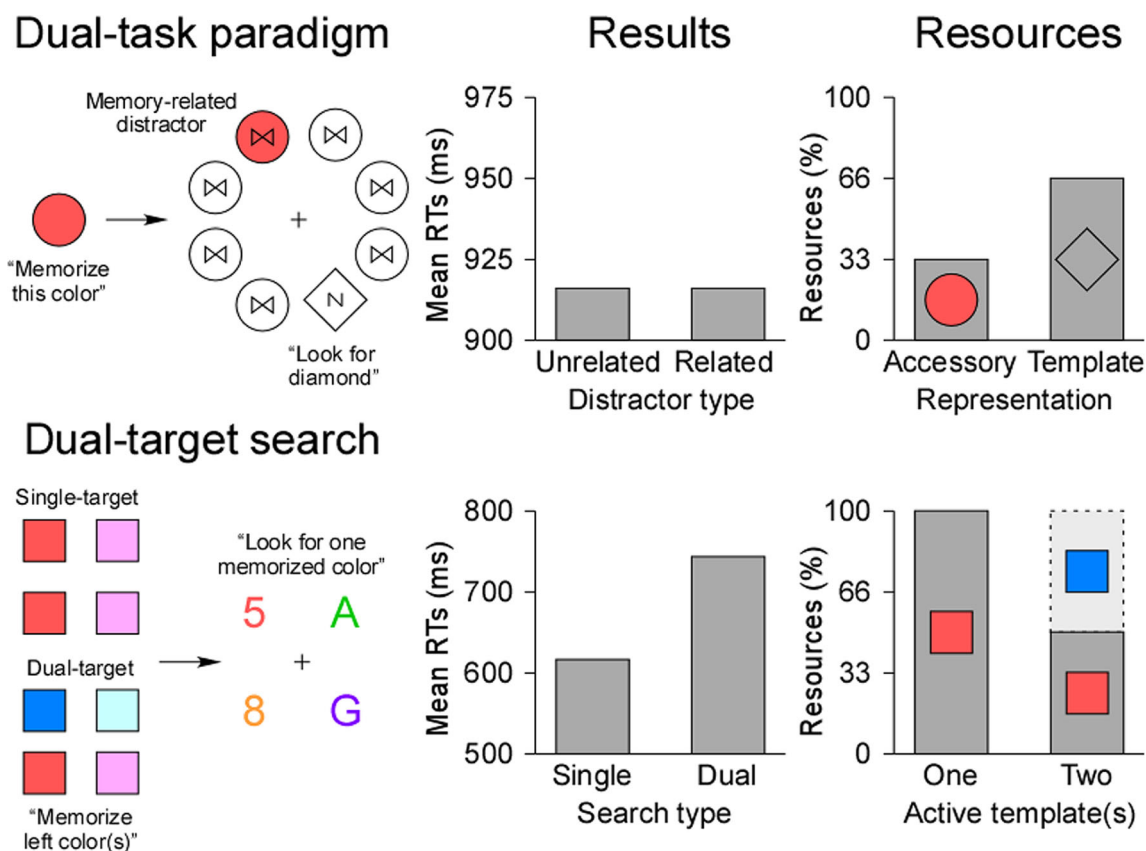 Dual-task paradigm
Memory-related
distractor
"Memorize
this color"
+
N
"Look for
diamond"
Results
Mean RTs (ms)
975
950
925
900
Unrelated Related
Distractor type
Resources
Resources (%)
100
66
33
0
Accessory Template
Representation
Dual-target search
Single-target
Dual-target
"Memorize
left color(s)"
"Look for one
memorized color"
5 A
+
8 G
Mean RTs (ms)
800
700
600
500
Single Dual
Search type
Resources (%)
100
66
33
0
One Two
Active template(s)